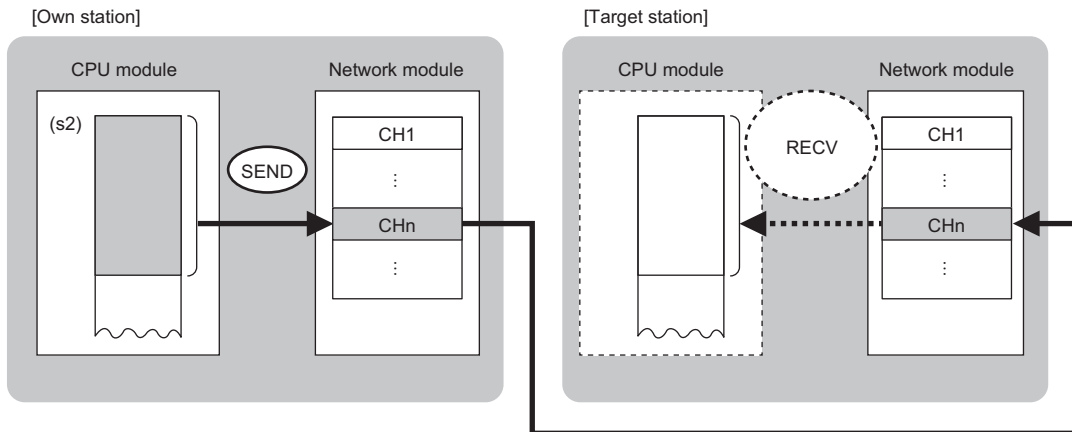 [Own station]
CPU module
Network module
(s2)
CH1
SEND
⋮
CHn
⋮
[Target station]
CPU module
Network module
CH1
RECV
⋮
CHn
⋮